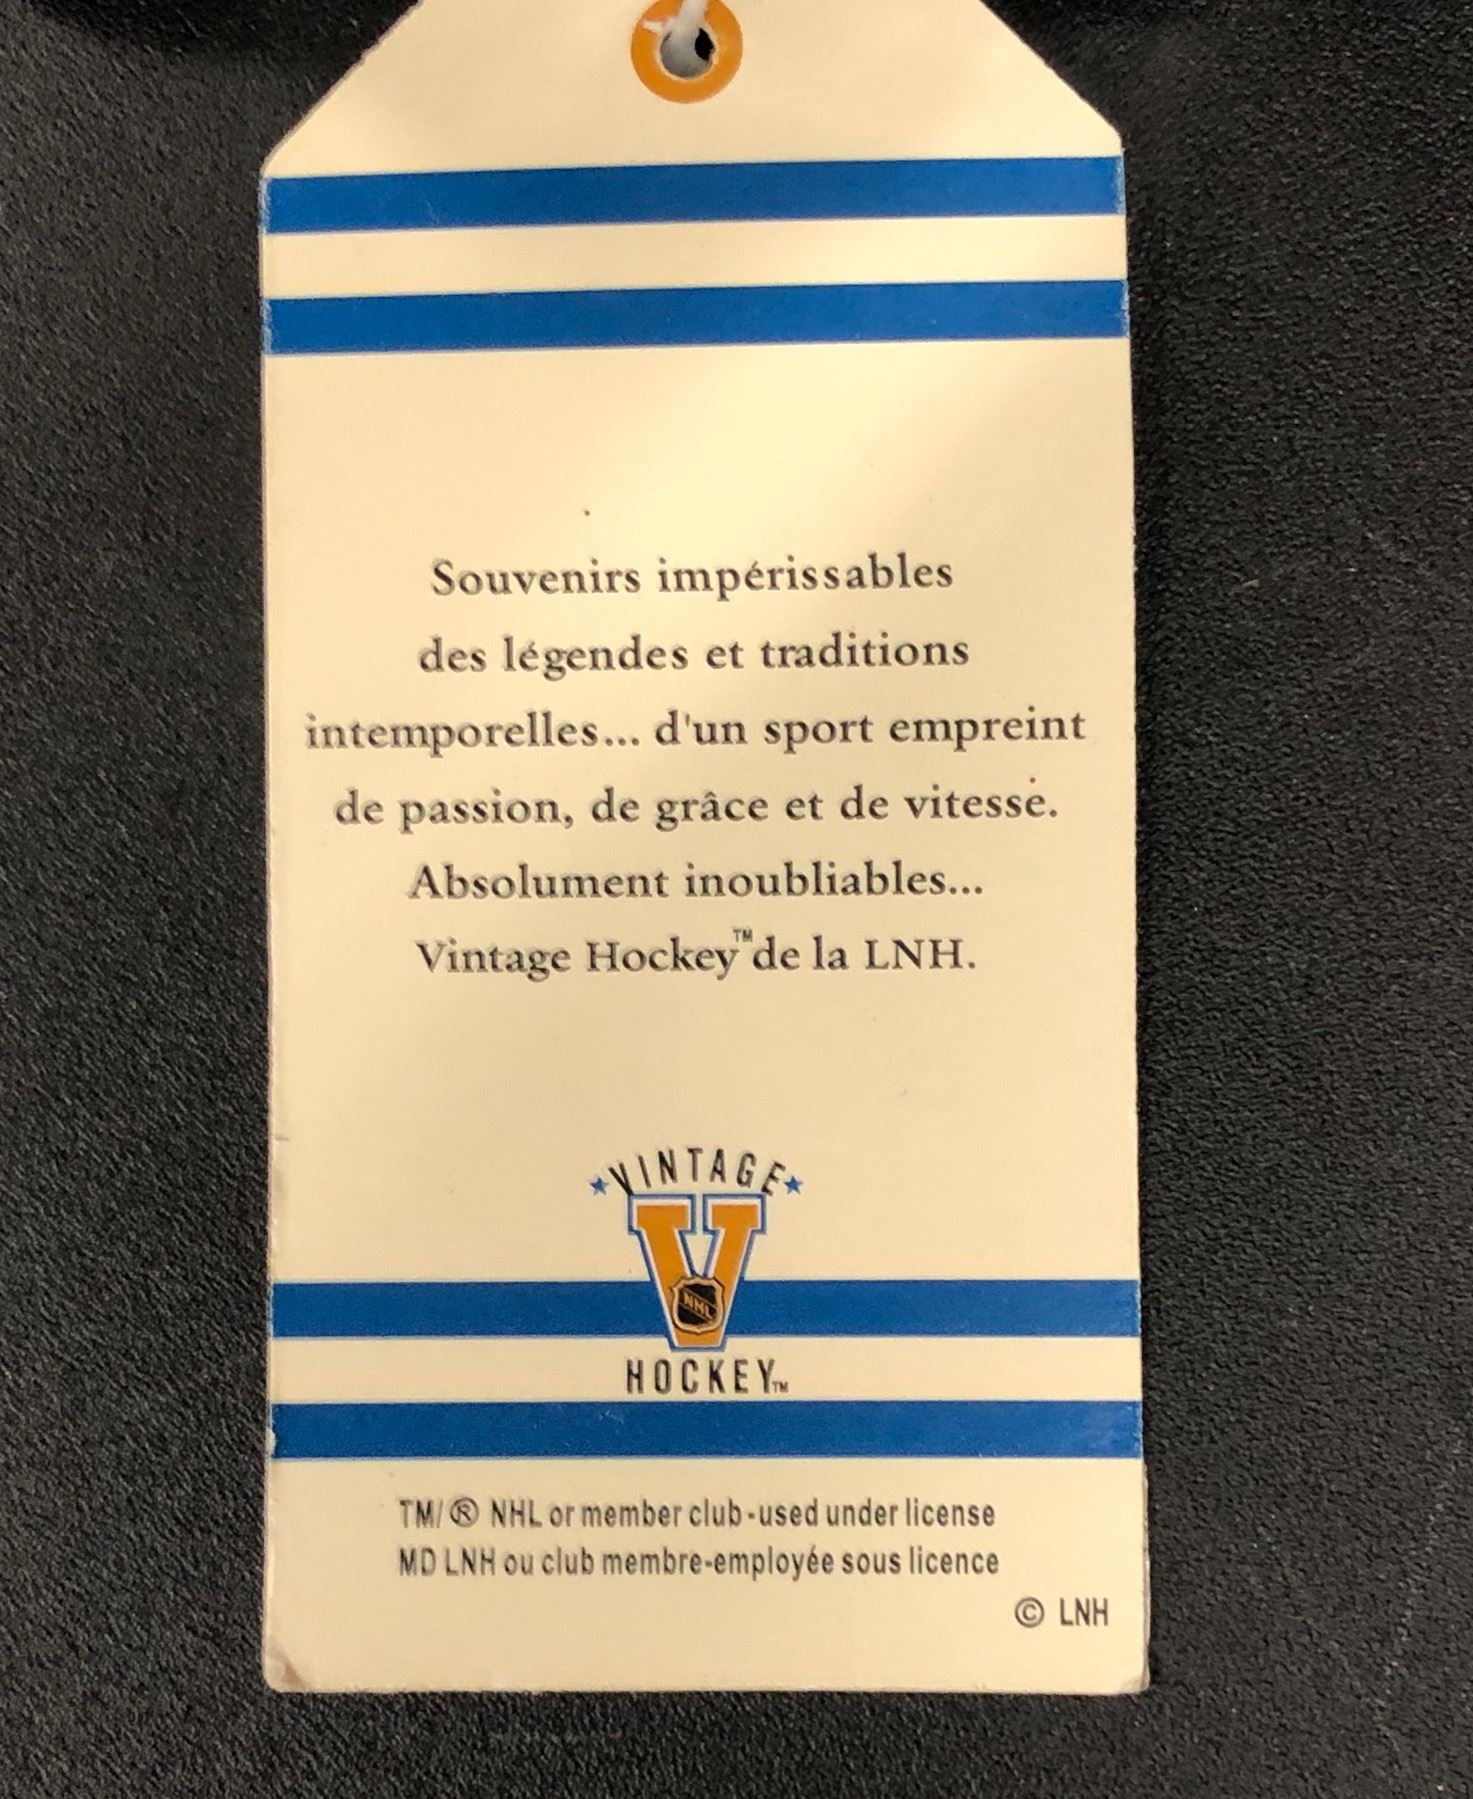 Souvenirs impérissables
des légendes et traditions
intemporelles... d'un sport empreint
de passion, de grâce et de vitesse.
Absolument inoubliables...
Vintage Hockey™ de la LNH.
VINTAGE
V
NHL
HOCKEY™
TM/® NHL or member club-used under license
MD LNH ou club membre-employée sous licence
© LNH